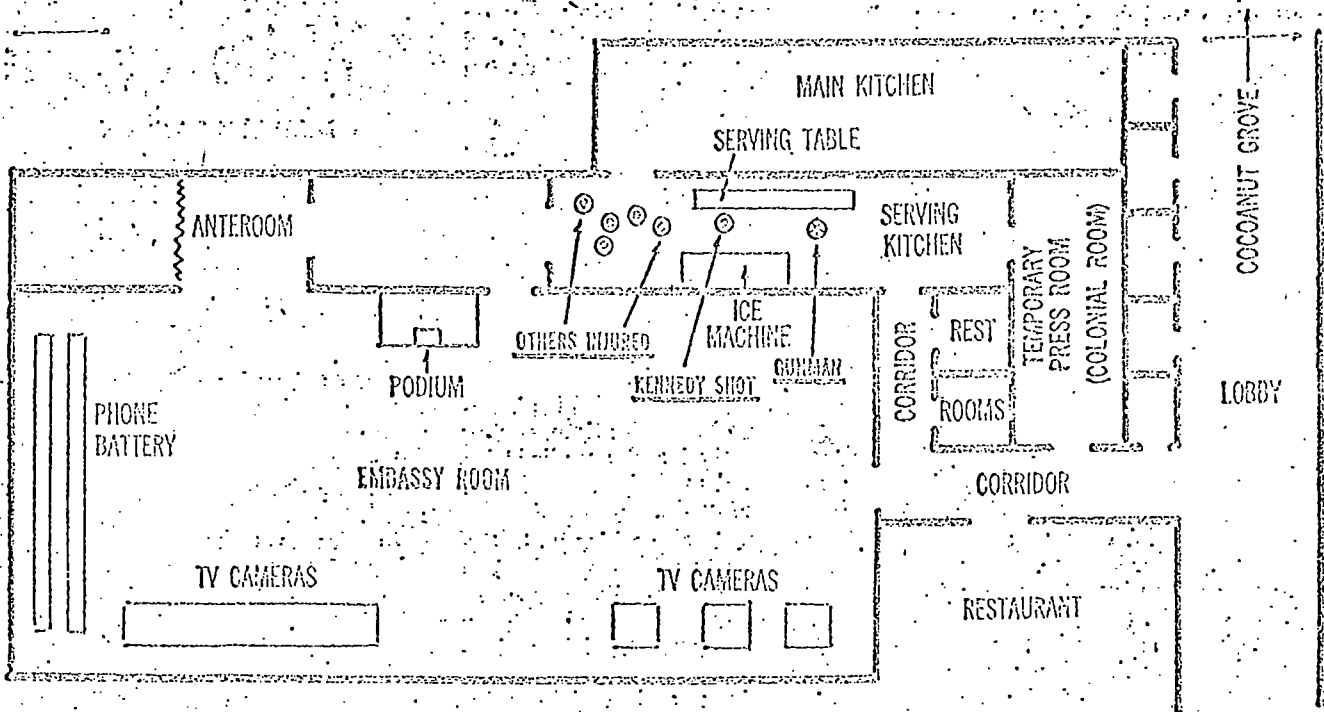 MAIN KITCHEN
SERVING TABLE
COCOANUT GROVE
ANTEROOM
SERVING
KITCHEN
TEMPORARY
PRESS ROOM
(COLONIAL ROOM)
ICE
MACHINE
OTHERS INJURED
KENNEDY SHOT
GUNMAN
PODIUM
CORRIDOR
REST
ROOMS
LOBBY
PHONE
BATTERY
EMBASSY ROOM
CORRIDOR
TV CAMERAS
TV CAMERAS
RESTAURANT